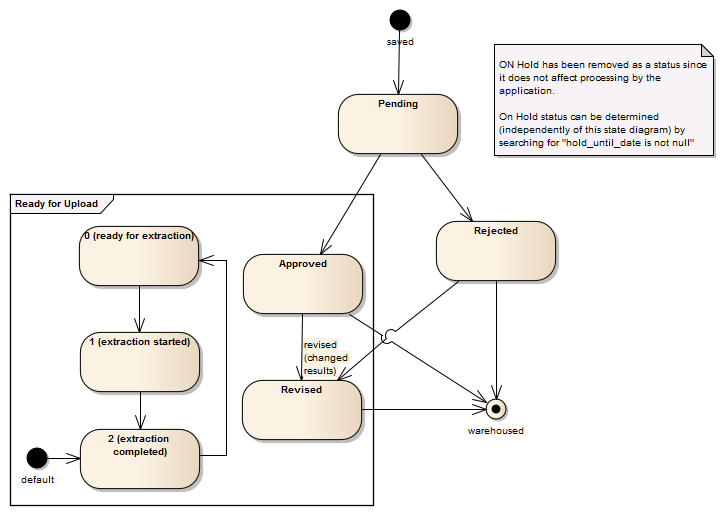 saved
ON Hold has been removed as a status since
it does not affect processing by the
application.
On Hold status can be determined
(independently of this state diagram) by
searching for "hold_until_date is not null"
Pending
Ready for Upload
0 (ready for extraction)
Rejected
Approved
1 (extraction started)
revised
(changed
results)
Revised
2 (extraction
completed)
warehoused
default